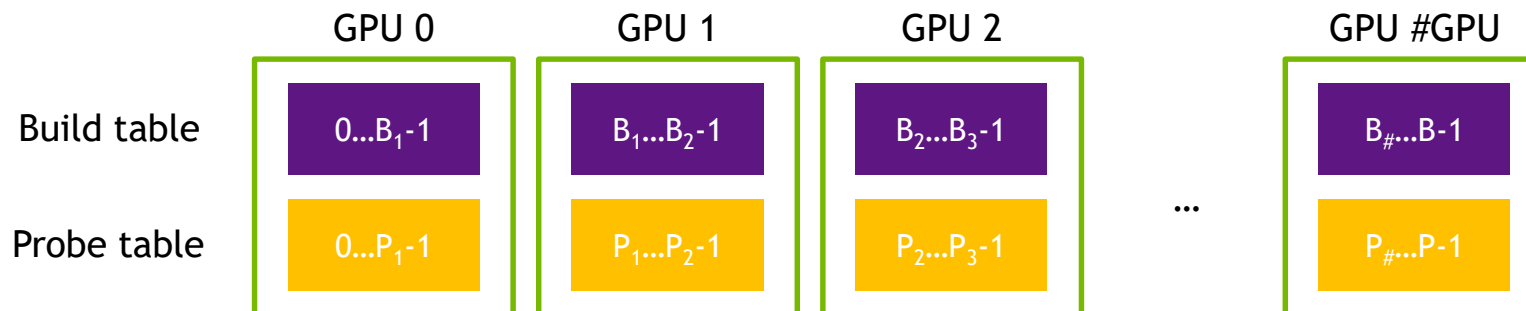 GPU 0 GPU 1 GPU 2 GPU #GPU
Build table 0...B₁-1 B₁...B₂-1 B₂...B₃-1 B#...B-1
...
Probe table 0...P₁-1 P₁...P₂-1 P₂...P₃-1 P#...P-1